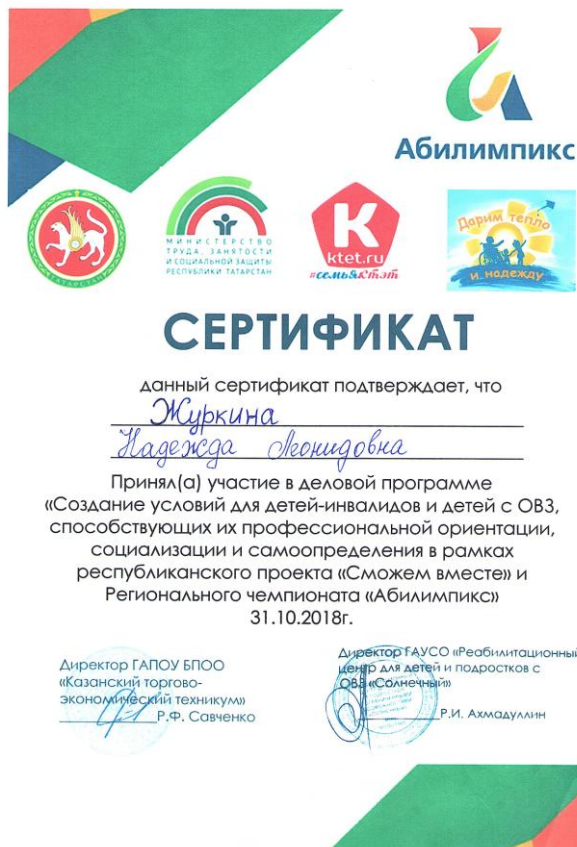 Абилимпикс
ТАТАРСТАН
МИНИСТЕРСТВО
ТРУДА, ЗАНЯТОСТИ
И СОЦИАЛЬНОЙ ЗАЩИТЫ
РЕСПУБЛИКИ ТАТАРСТАН
К
ktet.ru
#семьЯКТэт
Дарим тепло
и надежду
СЕРТИФИКАТ
данный сертификат подтверждает, что
Журкина
Надежда Леонидовна
Принял(а) участие в деловой программе
«Создание условий для детей-инвалидов и детей с ОВЗ,
способствующих их профессиональной ориентации,
социализации и самоопределения в рамках
республиканского проекта «Сможем вместе» и
Регионального чемпионата «Абилимпикс»
31.10.2018г.
Директор ГАПОУ БПОО
«Казанский торгово-
экономический техникум»
Р.Ф. Савченко
Директор ГАУСО «Реабилитационный
центр для детей и подростков с
ОВЗ «Солнечный»
Р.И. Ахмадуллин